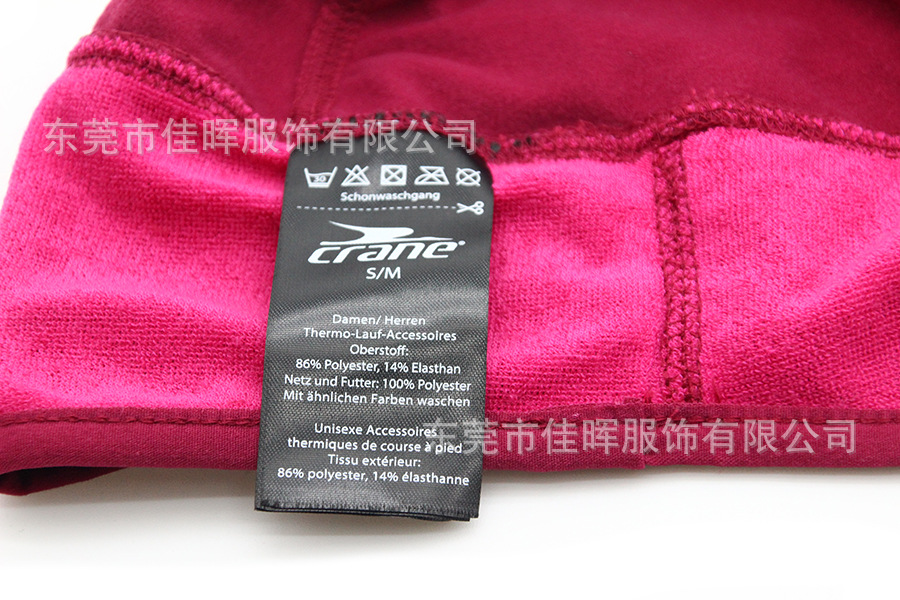 东莞市佳晖服饰有限公司
30
Schonwaschgang
crane
S/M
Damen/ Herren
Thermo-Lauf-Accessoires
Oberstoff:
86% Polyester, 14% Elasthan
Netz und Futter: 100% Polyester
Mit ähnlichen Farben waschen
Unisexe Accessoires
thermiques de course à pied
Tissu extérieur:
86% polyester, 14% élasthanne
东莞市佳晖服饰有限公司